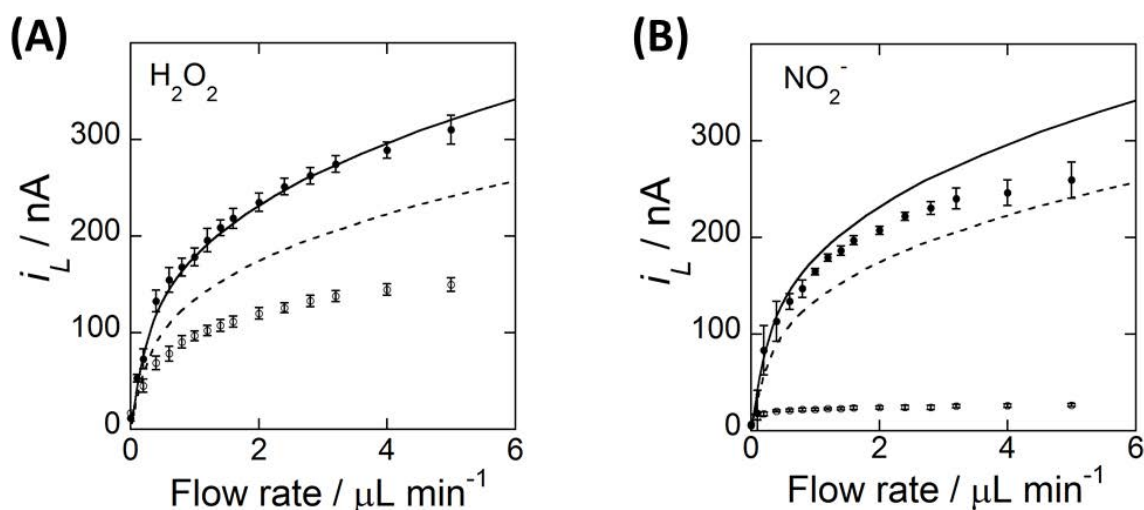 (A)
H₂O₂
300
200
100
0
i_L / nA
0 2 4 6
Flow rate / μL min⁻¹
(B)
NO₂⁻
300
200
100
0
i_L / nA
0 2 4 6
Flow rate / μL min⁻¹